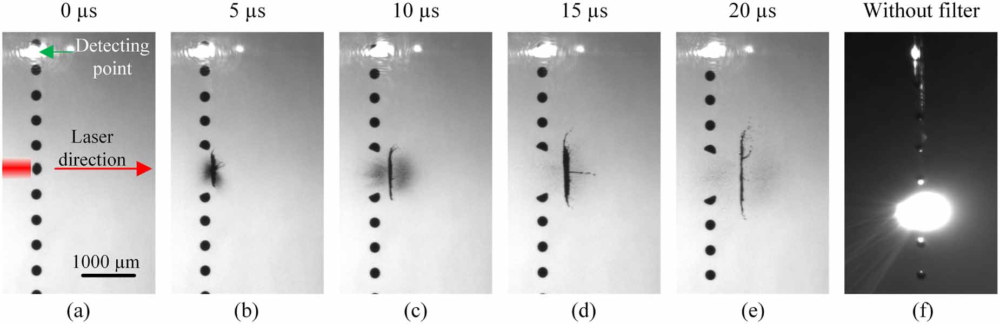 0 µs
5 µs
10 µs
15 µs
20 µs
Without filter
Detecting
point
Laser
direction
1000 µm
(a)
(b)
(c)
(d)
(e)
(f)